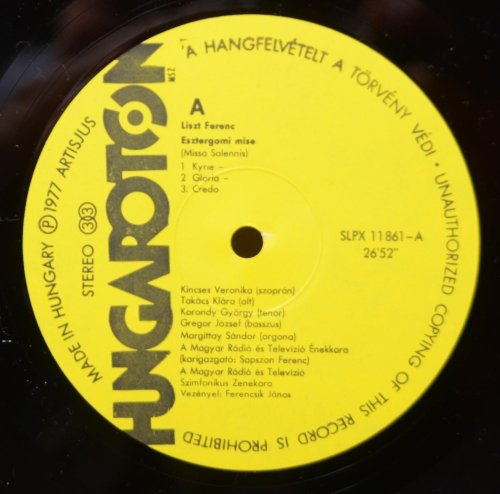 'A HANGFELVÉTELT A TÖRVÉNY VÉDI • UNAUTHORIZED COPYING OF THIS RECORD IS PROHIBITED
MADE IN HUNGARY Ⓟ 1977 ARTISJUS
STEREO 33
HUNGAROTON
MSZ
A
Liszt Ferenc
Esztergomi mise
(Missa Solennis)
1 Kyrie –
2 Gloria –
3. Credo
SLPX 11861–A
26'52"
Kincses Veronika (szoprán)
Takács Klára (alt)
Korondy György (tenor)
Gregor József (basszus)
Margittay Sándor (orgona)
A Magyar Rádió és Televízió Énekkara
(karigazgató: Sapszon Ferenc)
A Magyar Rádió és Televízió
Szimfonikus Zenekara
Vezényel: Ferencsik János